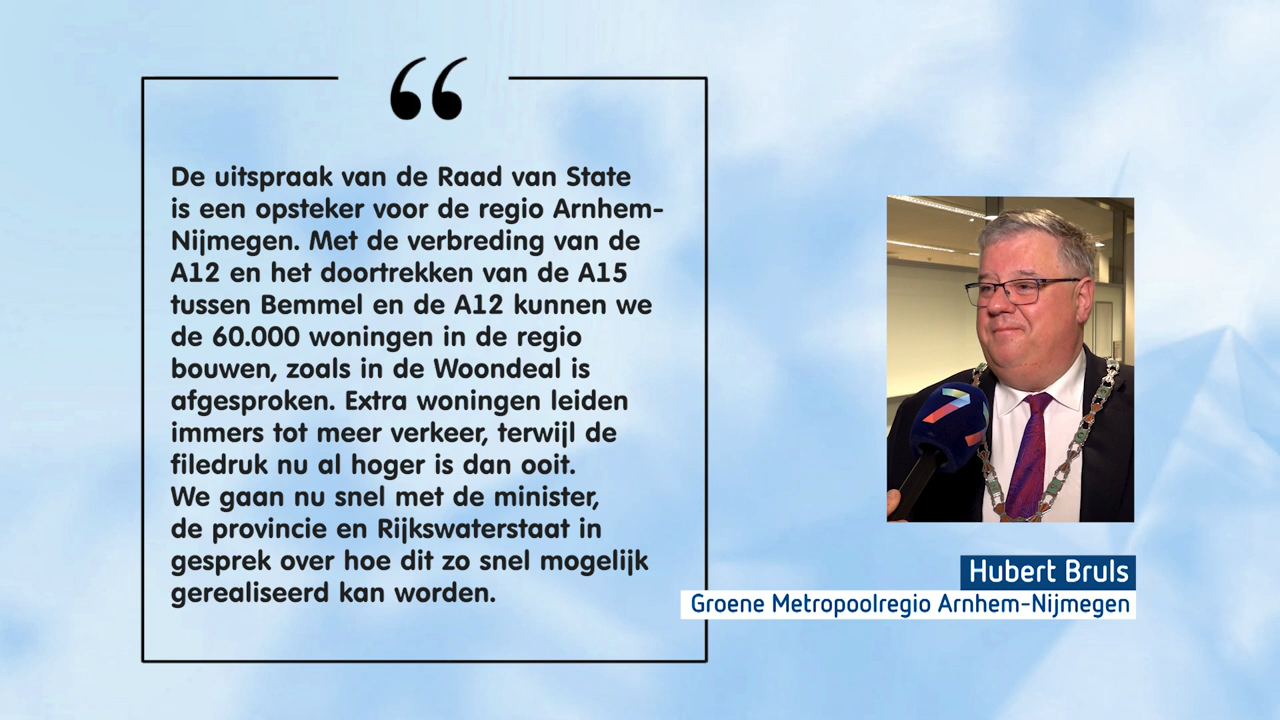 “
De uitspraak van de Raad van State
is een opsteker voor de regio Arnhem-
Nijmegen. Met de verbreding van de
A12 en het doortrekken van de A15
tussen Bemmel en de A12 kunnen we
de 60.000 woningen in de regio
bouwen, zoals in de Woondeal is
afgesproken. Extra woningen leiden
immers tot meer verkeer, terwijl de
filedruk nu al hoger is dan ooit.
We gaan nu snel met de minister,
de provincie en Rijkswaterstaat in
gesprek over hoe dit zo snel mogelijk
gerealiseerd kan worden.
7
Hubert Bruls
Groene Metropoolregio Arnhem-Nijmegen